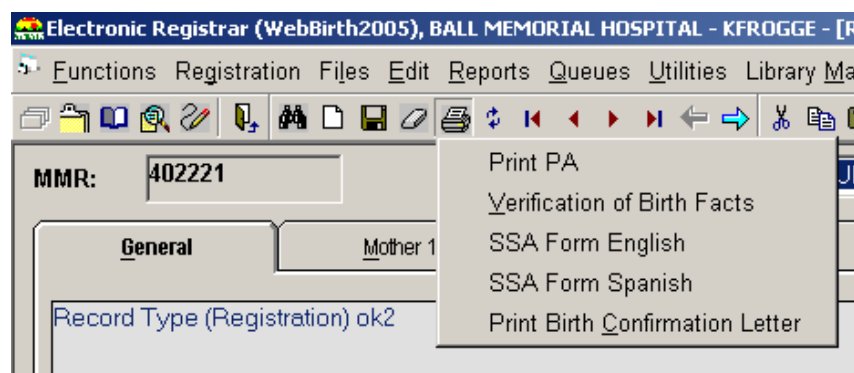 Electronic Registrar (WebBirth2005), BALL MEMORIAL HOSPITAL - KFROGGE - [R
Functions Registration Files Edit Reports Queues Utilities Library Ma
MMR: 402221
General Mother 1
Record Type (Registration) ok2
Print PA
Verification of Birth Facts
SSA Form English
SSA Form Spanish
Print Birth Confirmation Letter